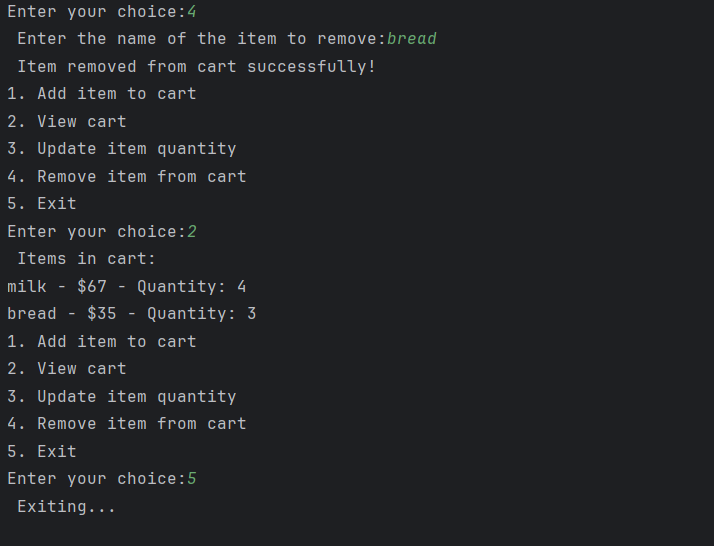 Enter your choice:4
 Enter the name of the item to remove:bread
 Item removed from cart successfully!
1. Add item to cart
2. View cart
3. Update item quantity
4. Remove item from cart
5. Exit
Enter your choice:2
 Items in cart:
milk - $67 - Quantity: 4
bread - $35 - Quantity: 3
1. Add item to cart
2. View cart
3. Update item quantity
4. Remove item from cart
5. Exit
Enter your choice:5
 Exiting...